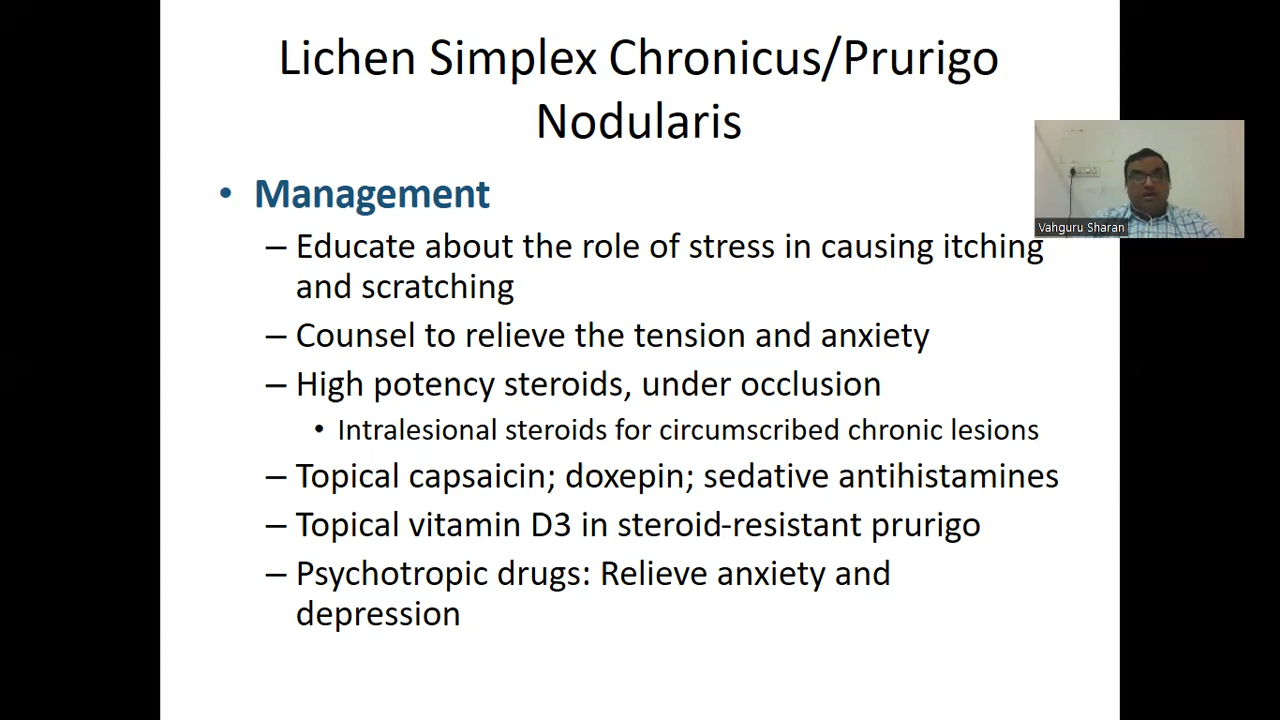 Lichen Simplex Chronicus/Prurigo
Nodularis
• Management
– Educate about the role of stress in causing itching
and scratching
– Counsel to relieve the tension and anxiety
– High potency steroids, under occlusion
• Intralesional steroids for circumscribed chronic lesions
– Topical capsaicin; doxepin; sedative antihistamines
– Topical vitamin D3 in steroid-resistant prurigo
– Psychotropic drugs: Relieve anxiety and
depression
Vahguru Sharan